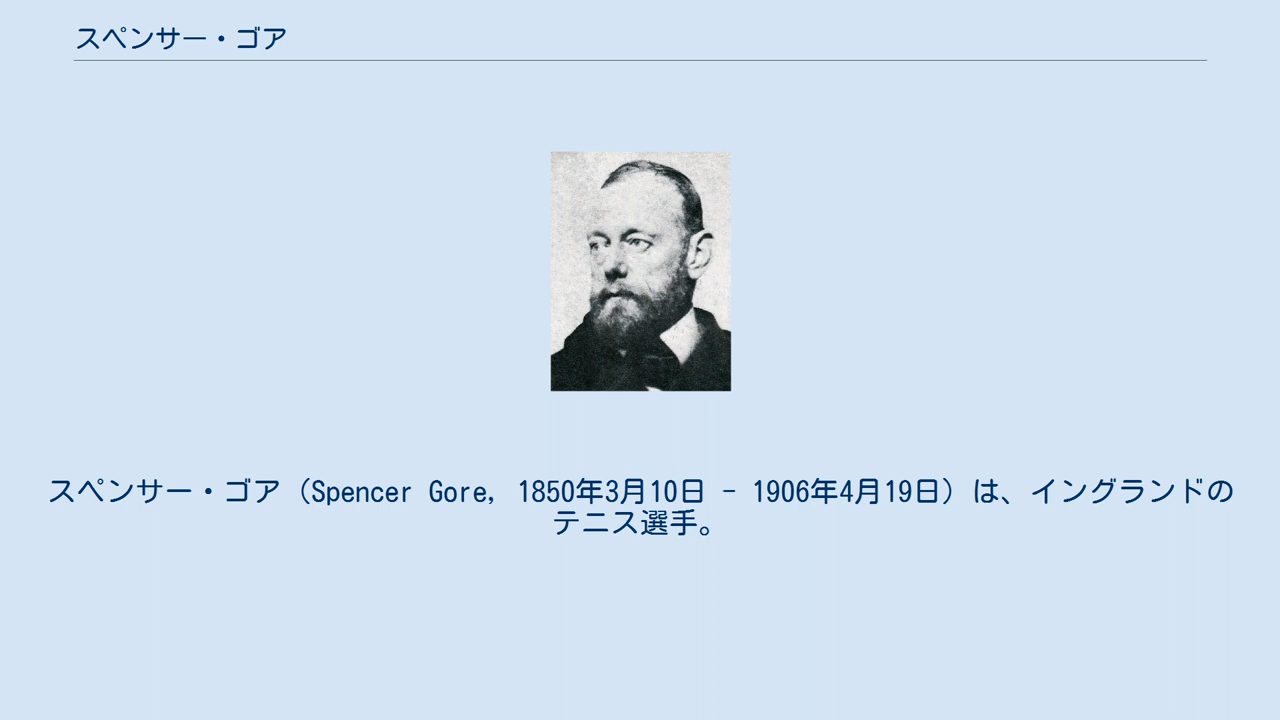 スペンサー・ゴア
スペンサー・ゴア（Spencer Gore, 1850年3月10日 - 1906年4月19日）は、イングランドの
テニス選手。